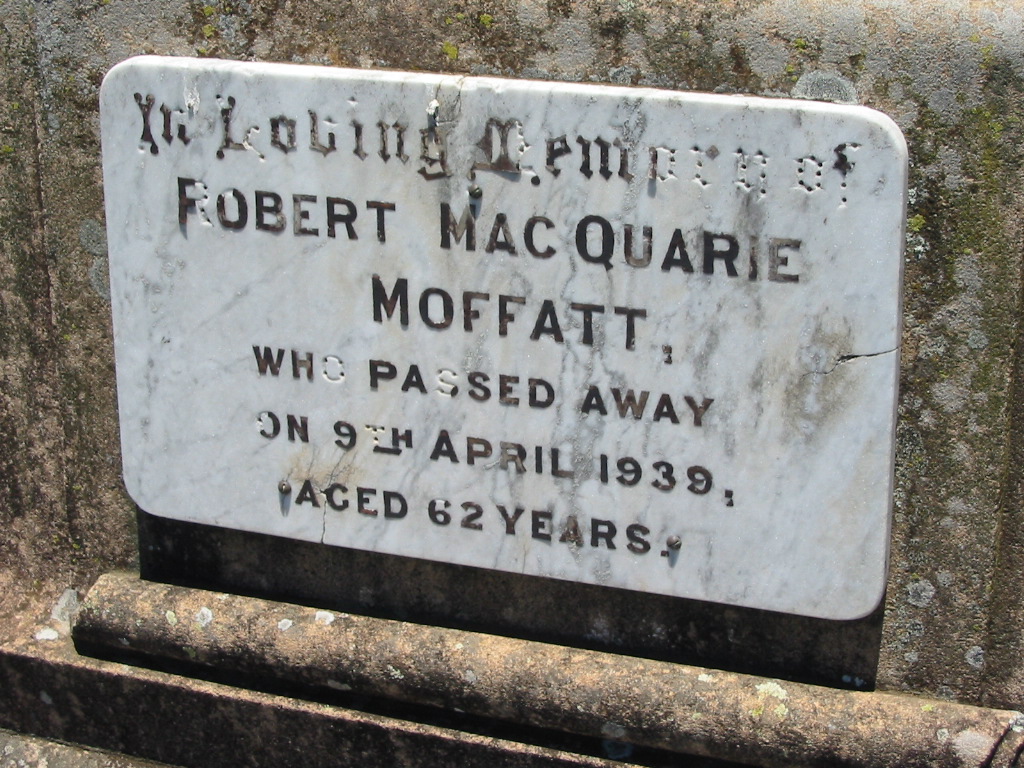 In Loving Memory of
ROBERT MACQUARIE
MOFFATT,
WHO PASSED AWAY
ON 9TH APRIL 1939,
AGED 62 YEARS.